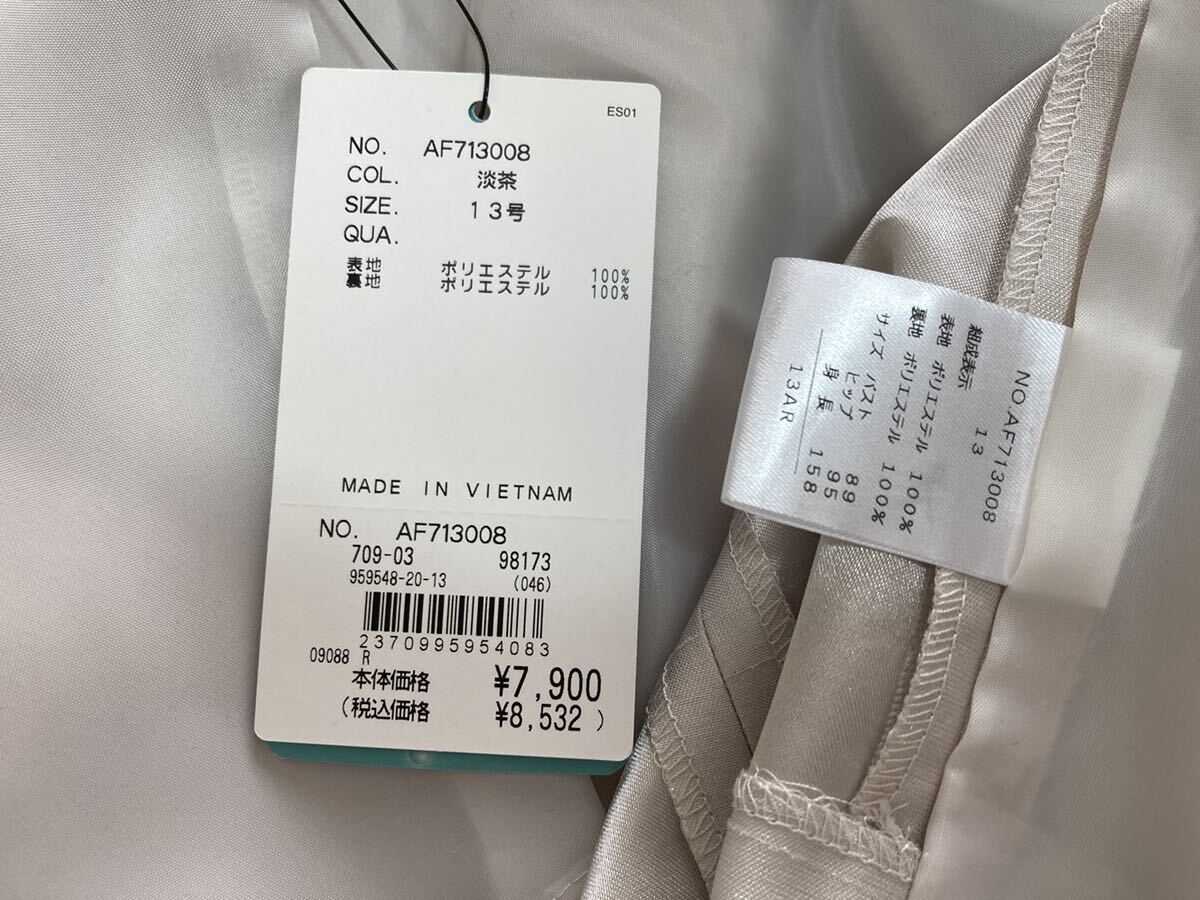 ES01
NO. AF713008
COL. 淡茶
SIZE. 13号
QUA.
表地 ポリエステル 100%
裏地 ポリエステル 100%
MADE IN VIETNAM
NO. AF713008
709-03 98173
959548-20-13 (046)
2370995954083
09088 R
本体価格 ¥7,900
(税込価格 ¥8,532)
NO.AF713008
13
組成表示
表地 ポリエステル 100%
裏地 ポリエステル 100%
サイズ バスト 89
ヒップ 95
身長 158
13AR